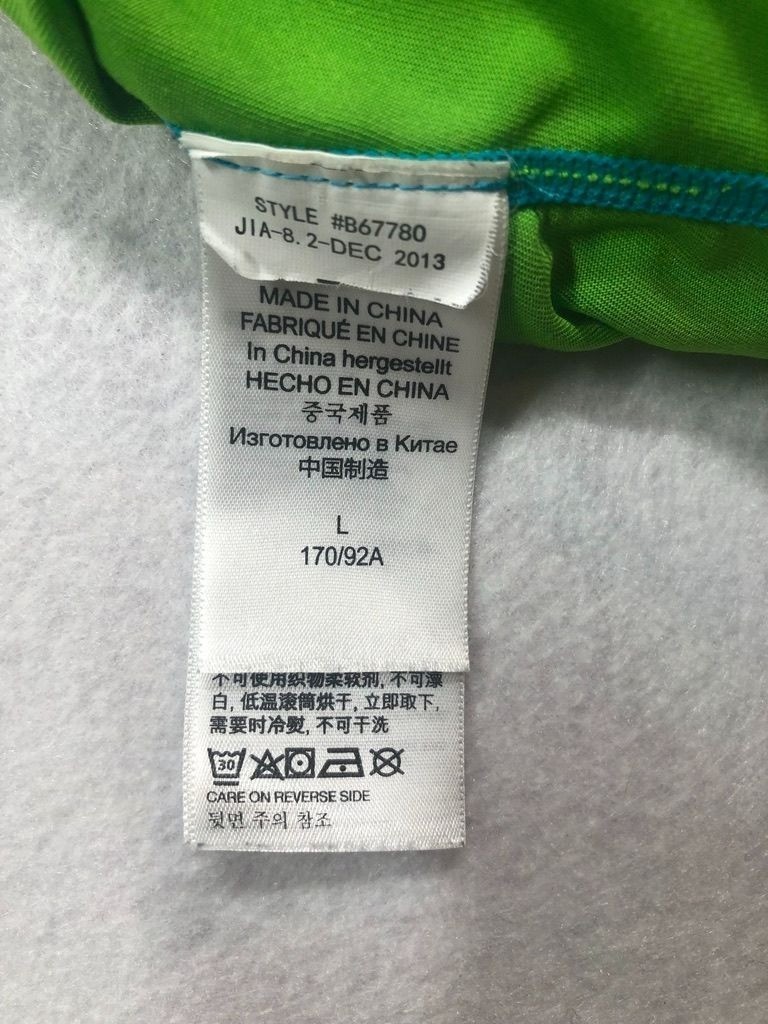 STYLE #B67780
JIA-8.2-DEC 2013
MADE IN CHINA
FABRIQUÉ EN CHINE
In China hergestellt
HECHO EN CHINA
중국제품
Изготовлено в Китае
中国制造
L
170/92A
不可使用织物柔软剂, 不可漂
白, 低温滚筒烘干, 立即取下,
需要时冷熨, 不可干洗
30
CARE ON REVERSE SIDE
뒷면 주의 참조